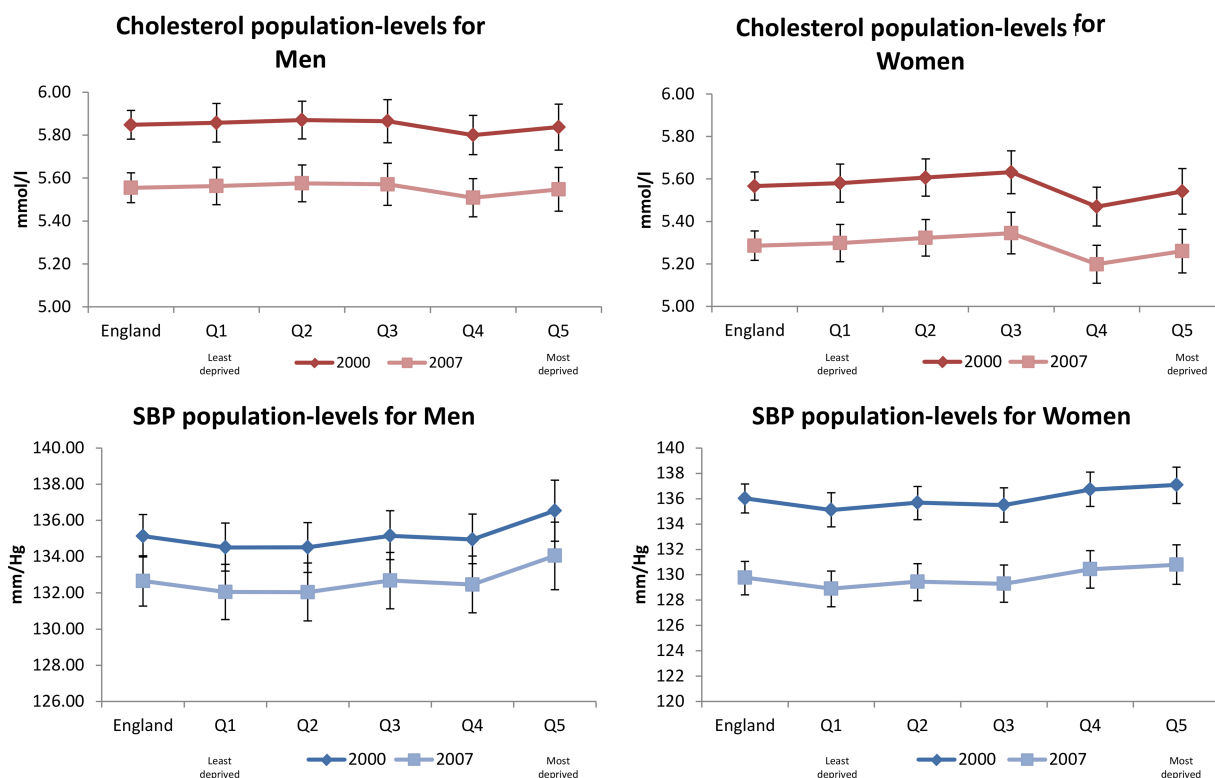 Cholesterol population-levels for
Men
6.00
5.80
5.60
5.40
5.20
5.00
mmol/l
England Q1 Q2 Q3 Q4 Q5
Least
deprived
2000 2007
Most
deprived
Cholesterol population-levels for
Women
6.00
5.80
5.60
5.40
5.20
5.00
mmol/l
England Q1 Q2 Q3 Q4 Q5
Least
deprived
2000 2007
Most
deprived
SBP population-levels for Men
140.00
138.00
136.00
134.00
132.00
130.00
128.00
126.00
mm/Hg
England Q1 Q2 Q3 Q4 Q5
Least
deprived
2000 2007
Most
deprived
SBP population-levels for Women
140
138
136
134
132
130
128
126
124
122
120
mm/Hg
England Q1 Q2 Q3 Q4 Q5
Least
deprived
2000 2007
Most
deprived